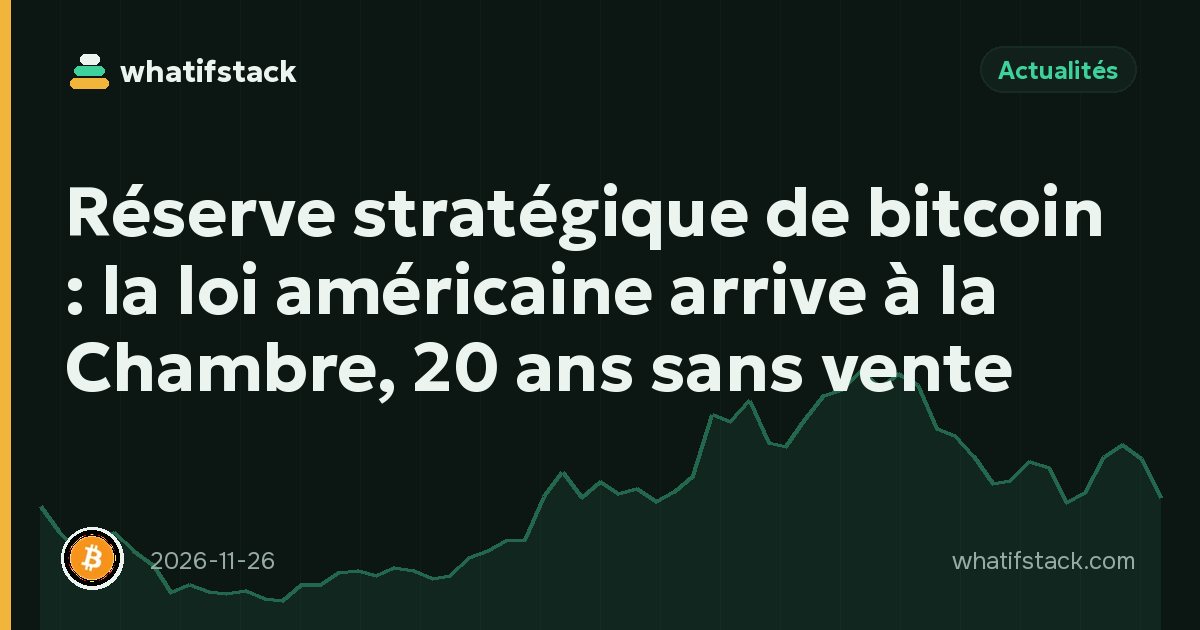 whatifstack
Actualités
Réserve stratégique de bitcoin
: la loi américaine arrive à la
Chambre, 20 ans sans vente
2026-11-26
whatifstack.com